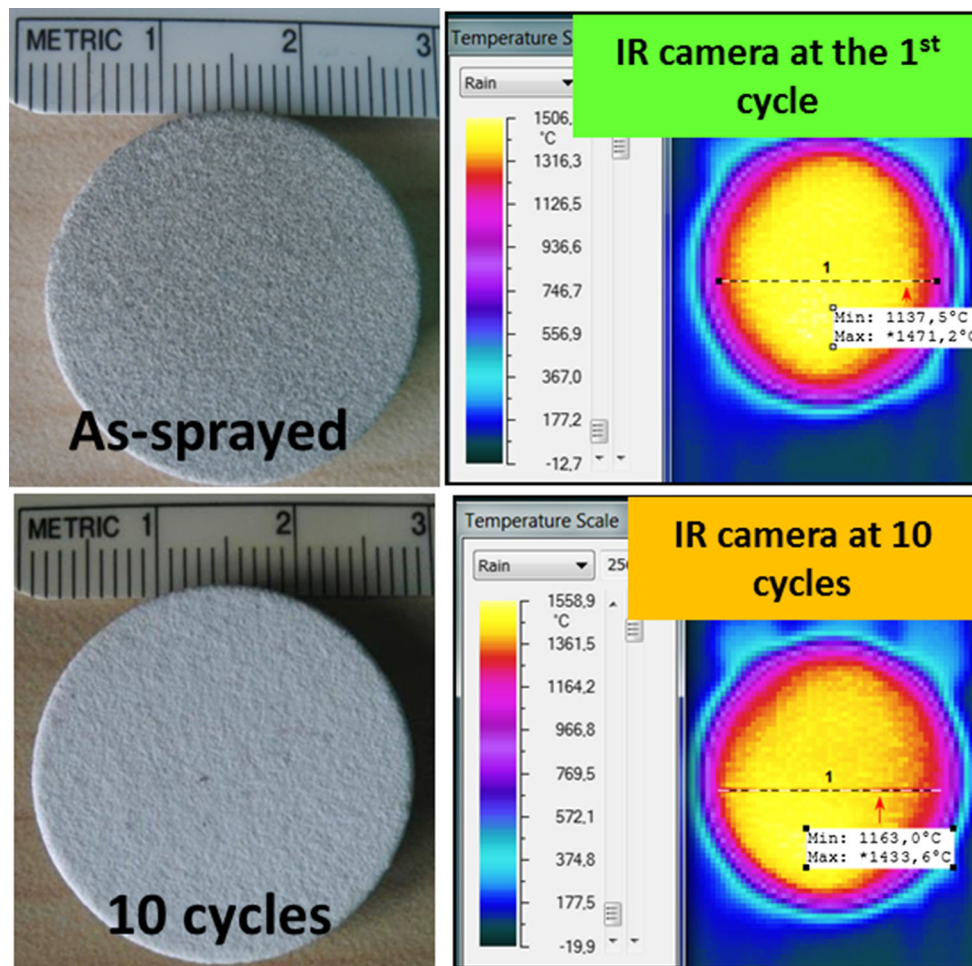 METRIC 1 2 3
As-sprayed
Temperature S
Rain
1506,
°C
1316,3
1126,5
936,6
746,7
556,9
367,0
177,2
-12,7
IR camera at the 1st
cycle
1
Min: 1137,5°C
Max: *1471,2°C
METRIC 1 2 3
10 cycles
Temperature Scale
Rain
1558,9
°C
1361,5
1164,2
966,8
769,5
572,1
374,8
177,5
-19,9
IR camera at 10
cycles
1
Min: 1163,0°C
Max: *1433,6°C